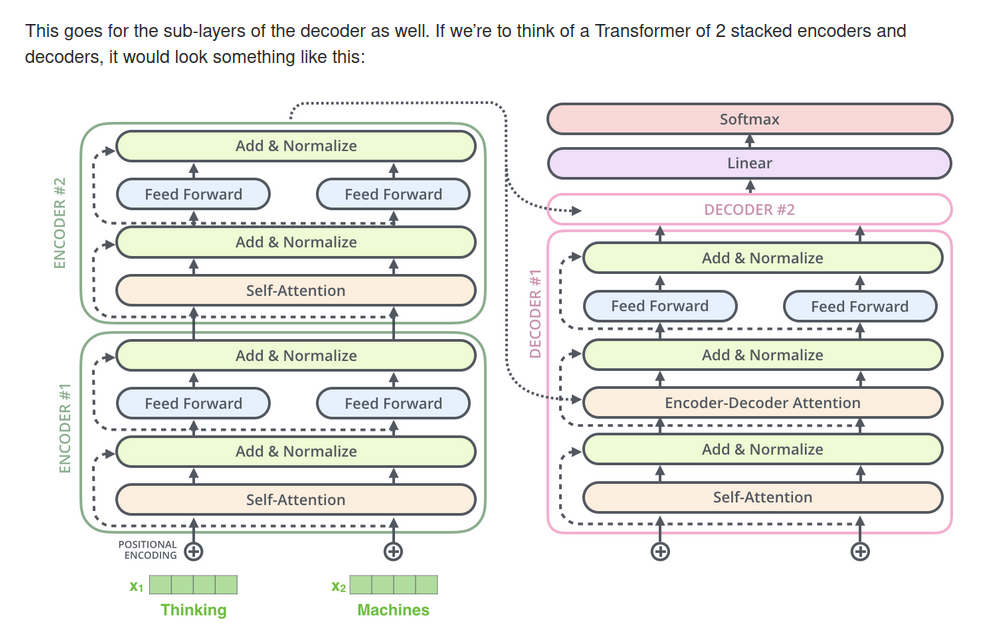 This goes for the sub-layers of the decoder as well. If we’re to think of a Transformer of 2 stacked encoders and
decoders, it would look something like this:
ENCODER #2
Add & Normalize
Feed Forward
Feed Forward
Add & Normalize
Self-Attention
ENCODER #1
Add & Normalize
Feed Forward
Feed Forward
Add & Normalize
Self-Attention
POSITIONAL
ENCODING
x1
x2
Thinking
Machines
Softmax
Linear
DECODER #2
DECODER #1
Add & Normalize
Feed Forward
Feed Forward
Add & Normalize
Encoder-Decoder Attention
Add & Normalize
Self-Attention